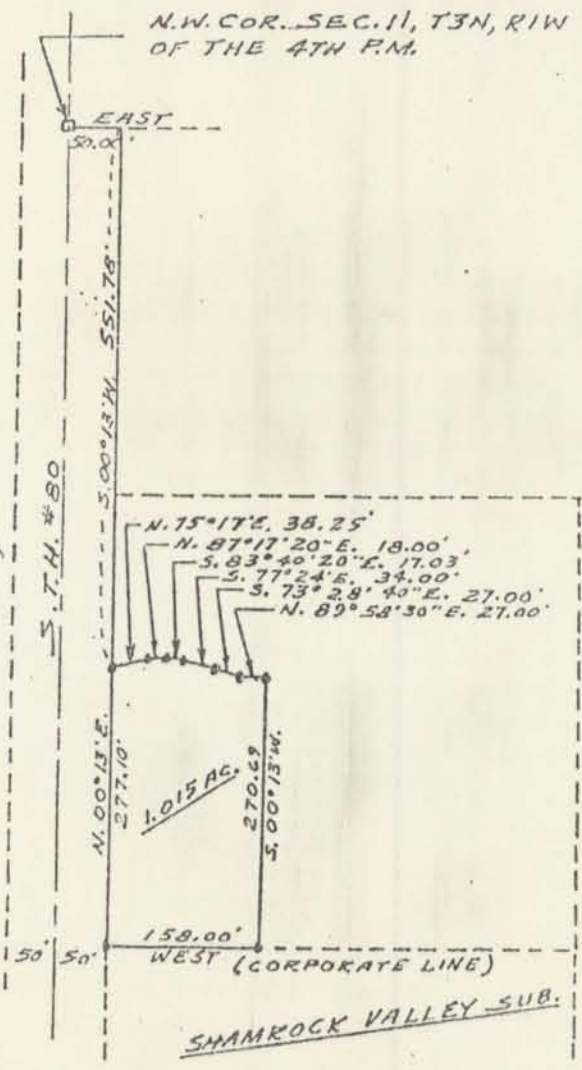 N.W. COR. SEC. 11, T3N, R1W
OF THE 4TH P.M.
EAST
50.00'
S. 00°13'W. 551.78'
S.T.H. #80
N. 75°17'E. 38.25'
N. 87°17'20"E. 18.00'
S. 83°40'20"E. 17.03'
S. 77°24'E. 34.00'
S. 73°28'40"E. 27.00'
N. 89°58'30"E. 27.00'
N. 00°13'E.
277.10'
1.015 AC.
270.69
S. 00°13'W.
158.00'
50' 50' WEST (CORPORATE LINE)
SHAMROCK VALLEY SUB.